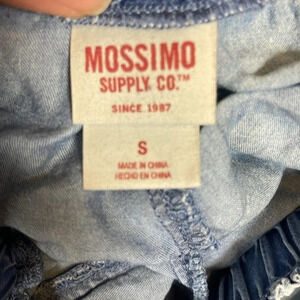 MOSSIMO
SUPPLY CO.™
SINCE 1987
S
MADE IN CHINA
HECHO EN CHINA